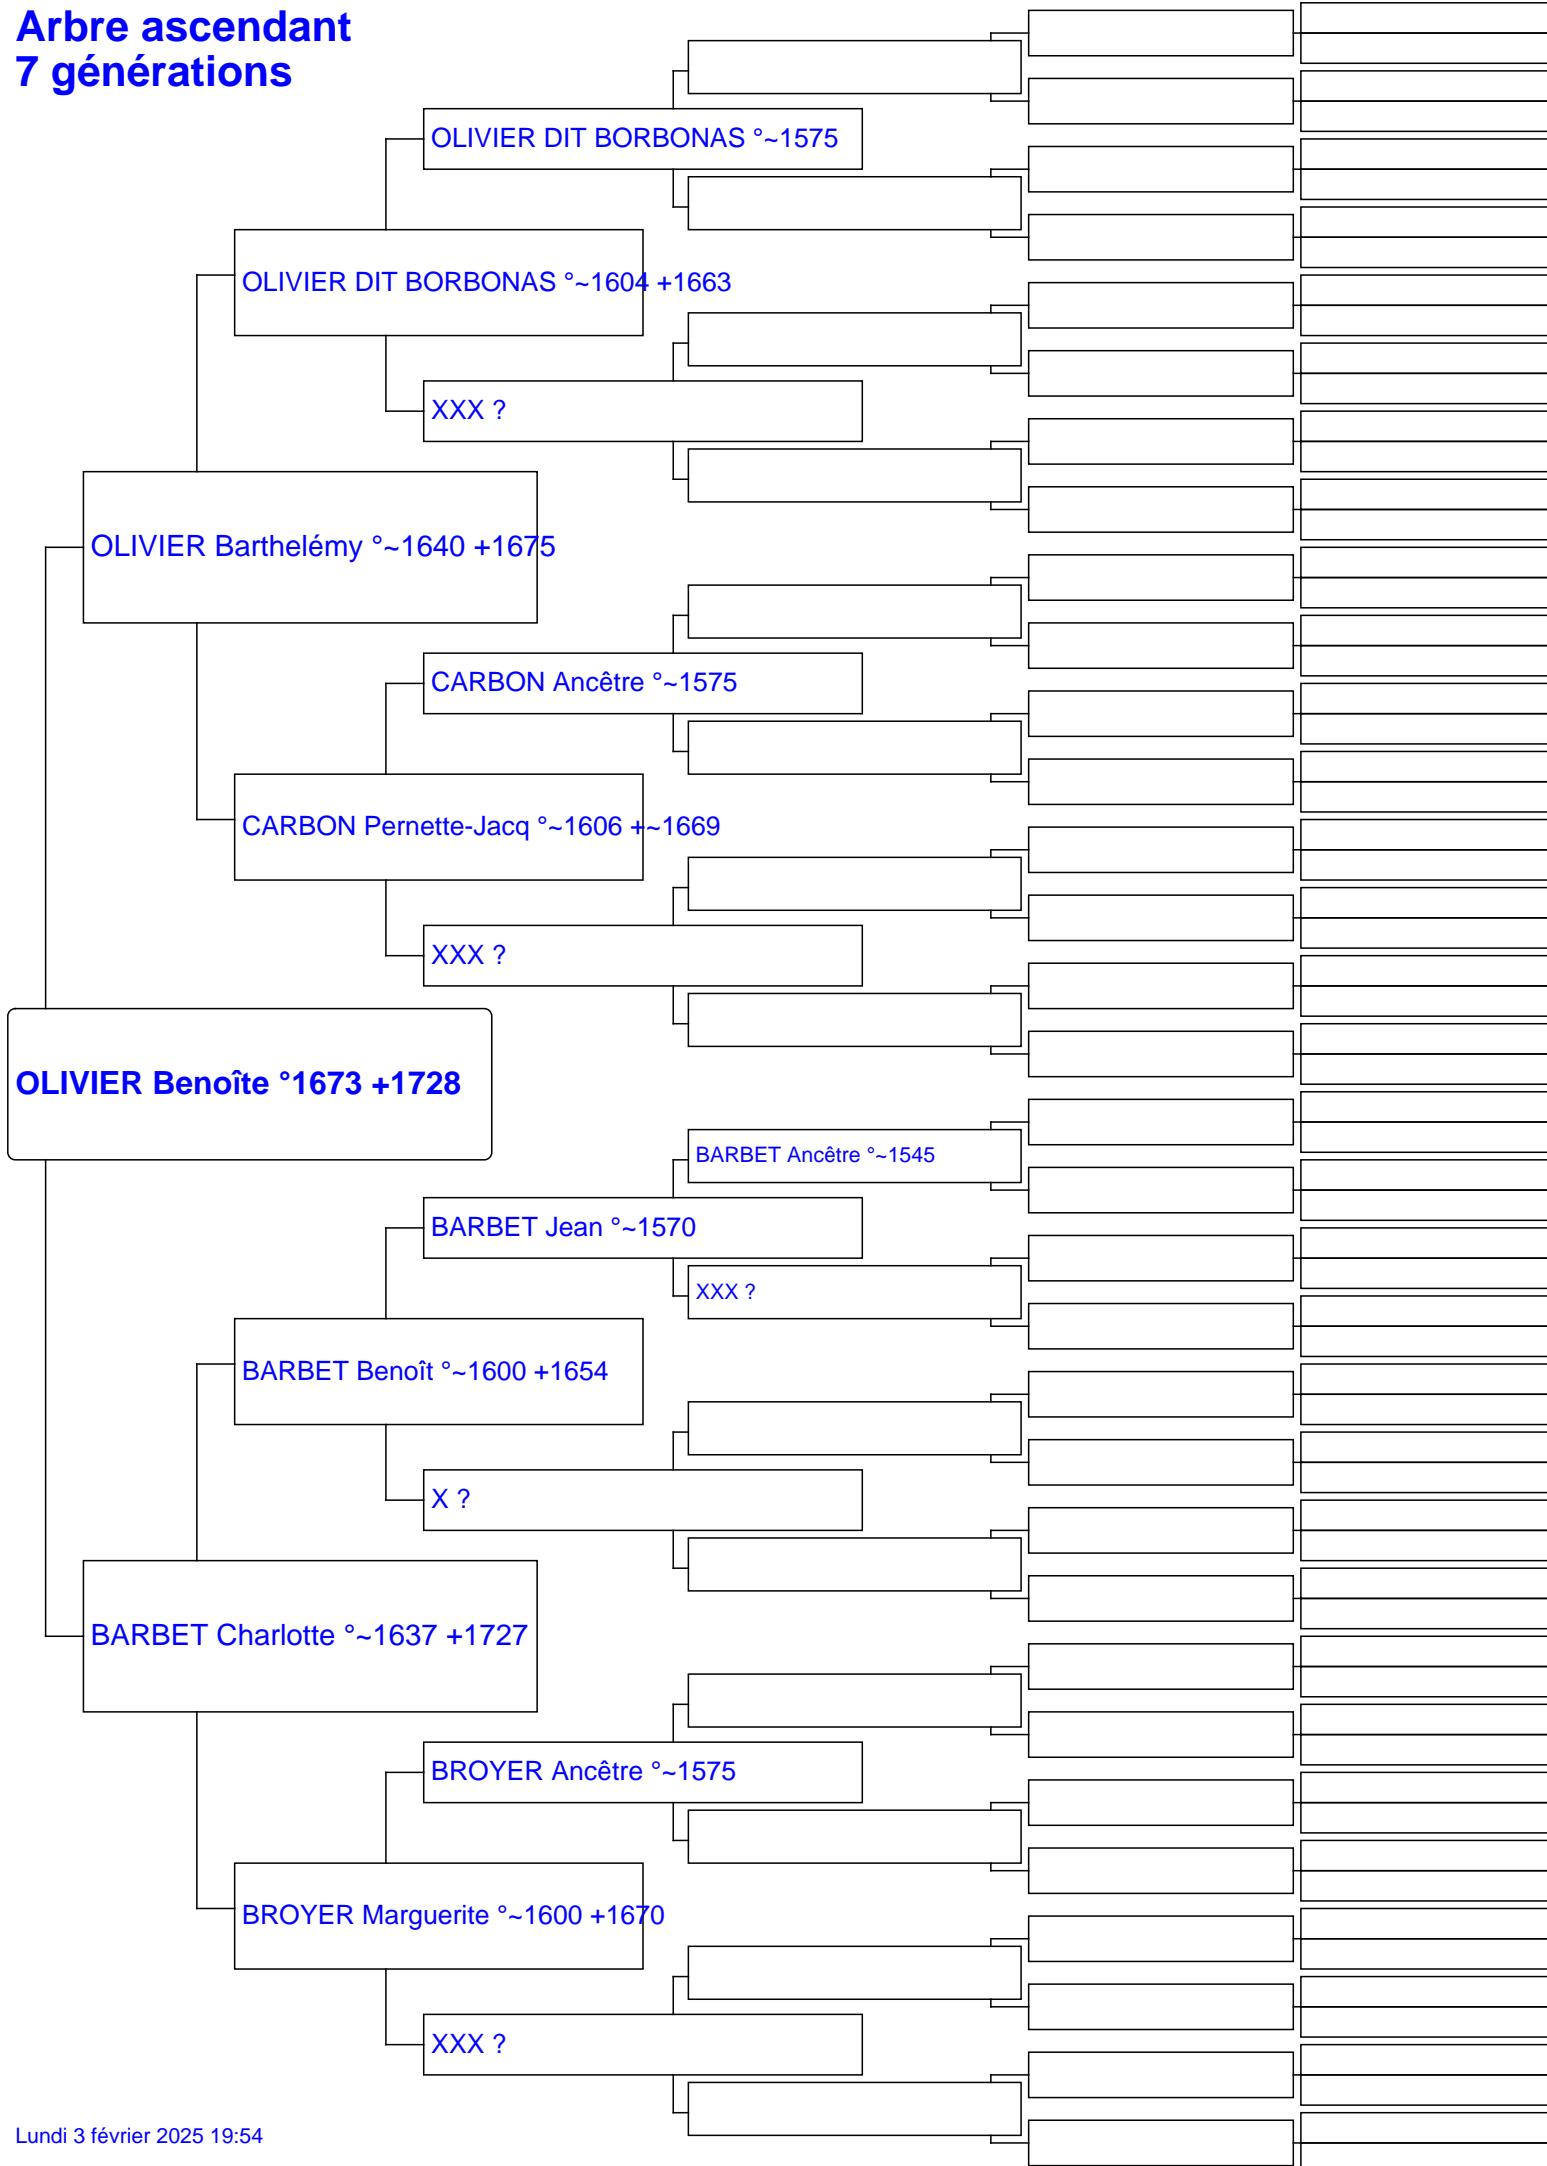 Arbre ascendant
7 générations
OLIVIER DIT BORBONAS °~1575
OLIVIER DIT BORBONAS °~1604 +1663
XXX ?
OLIVIER Barthelémy °~1640 +1675
CARBON Ancêtre °~1575
CARBON Pernette-Jacq °~1606 +~1669
XXX ?
OLIVIER Benoîte °1673 +1728
BARBET Ancêtre °~1545
BARBET Jean °~1570
XXX ?
BARBET Benoît °~1600 +1654
X ?
BARBET Charlotte °~1637 +1727
BROYER Ancêtre °~1575
BROYER Marguerite °~1600 +1670
XXX ?
Lundi 3 février 2025 19:54